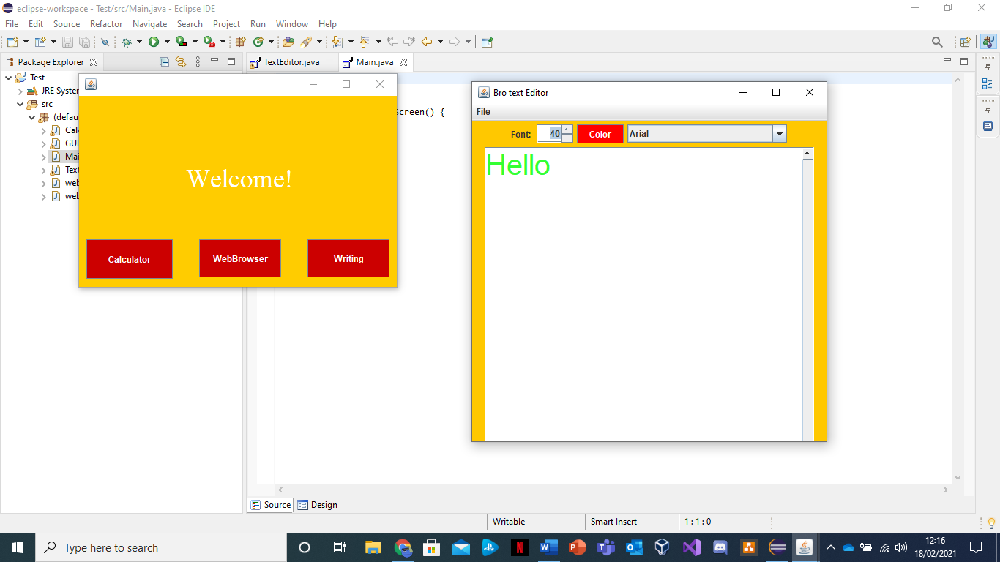 eclipse-workspace - Test/src/Main.java - Eclipse IDE
File Edit Source Refactor Navigate Search Project Run Window Help
Package Explorer
TextEditor.java
Main.java
Test
JRE Syster
src
(defau
Calc
GUI
Mai
Text
web
web
Screen() {
Welcome!
Calculator
WebBrowser
Writing
Bro text Editor
File
Font:
40
Color
Arial
Hello
Source
Design
Writable
Smart Insert
1 : 1 : 0
Type here to search
12:16
18/02/2021